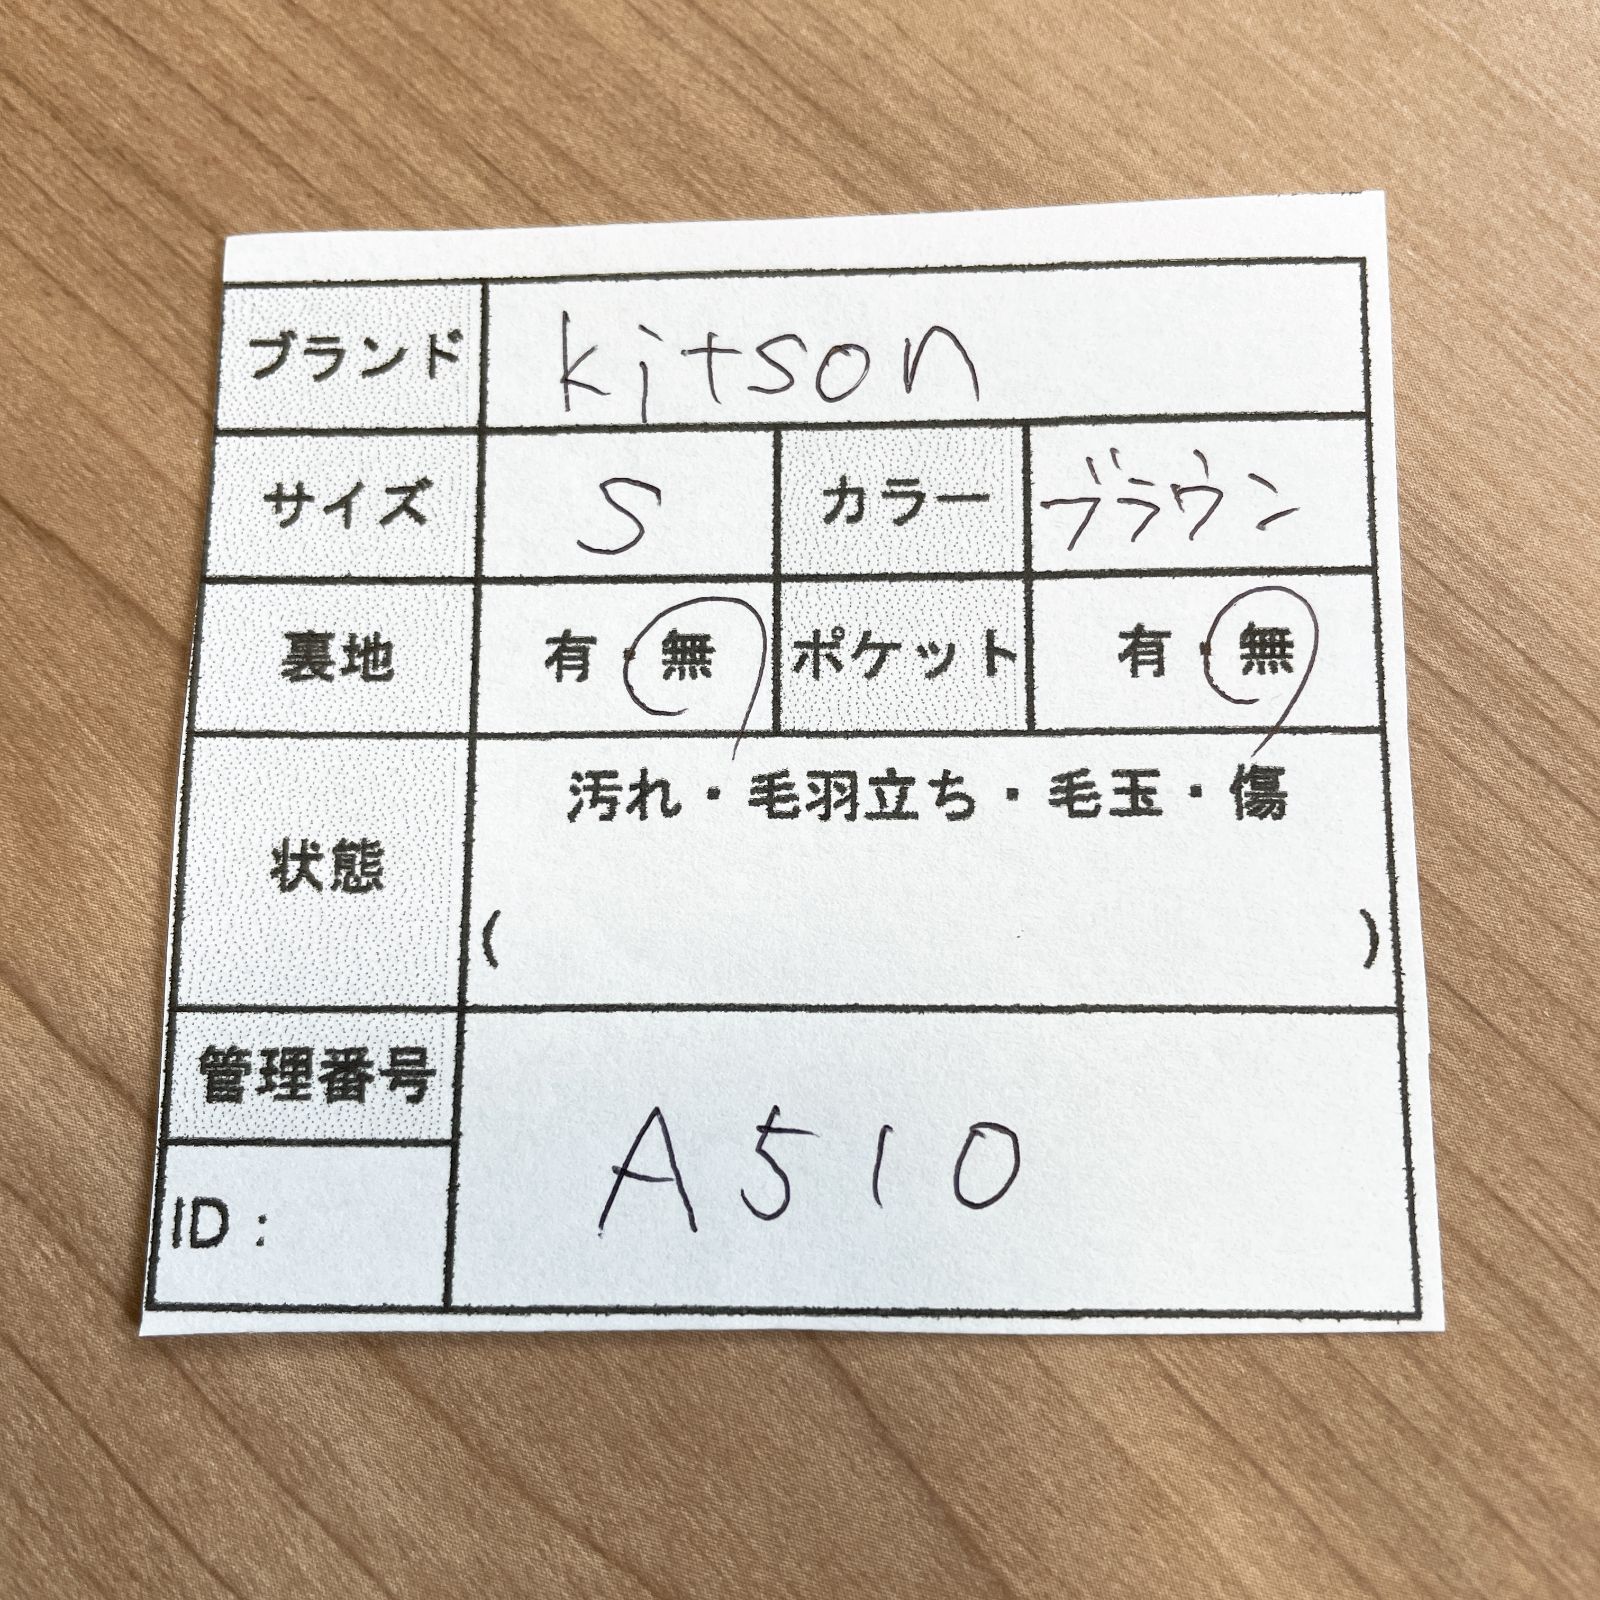 ブランド kitson
サイズ S カラー ブラウン
裏地 有・無 ポケット 有・無
汚れ・毛羽立ち・毛玉・傷
状態
( )
管理番号
A510
ID：